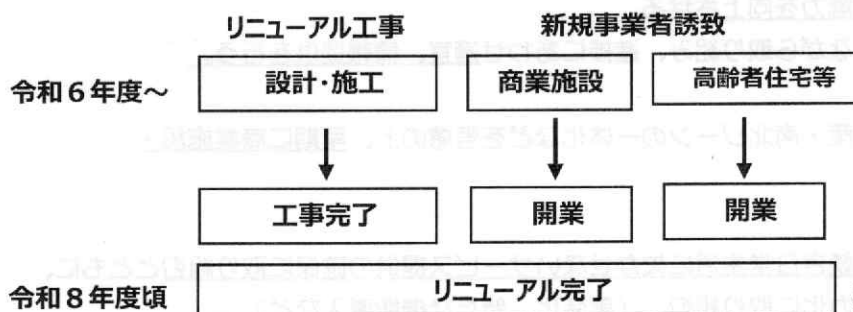 リニューアル工事 新規事業者誘致
令和6年度～ 設計・施工 商業施設 高齢者住宅等
工事完了 開業 開業
令和8年度頃 リニューアル完了